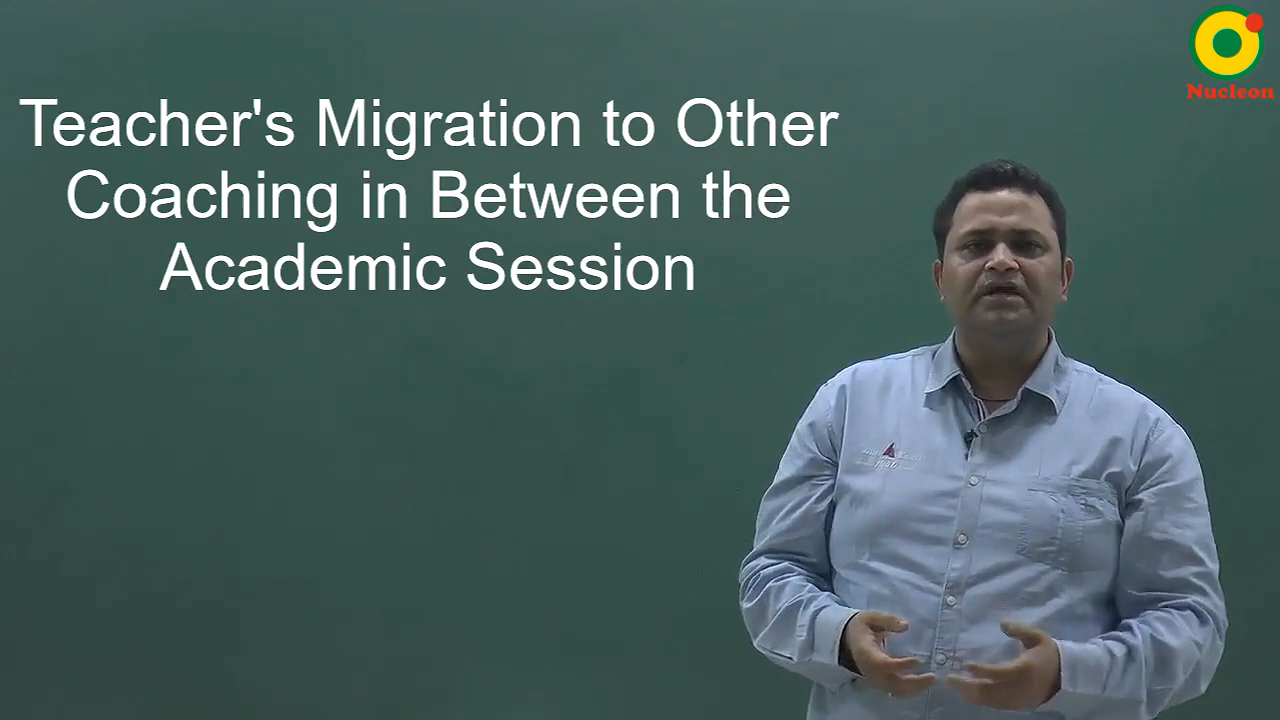 Teacher's Migration to Other
Coaching in Between the
Academic Session
Nucleon